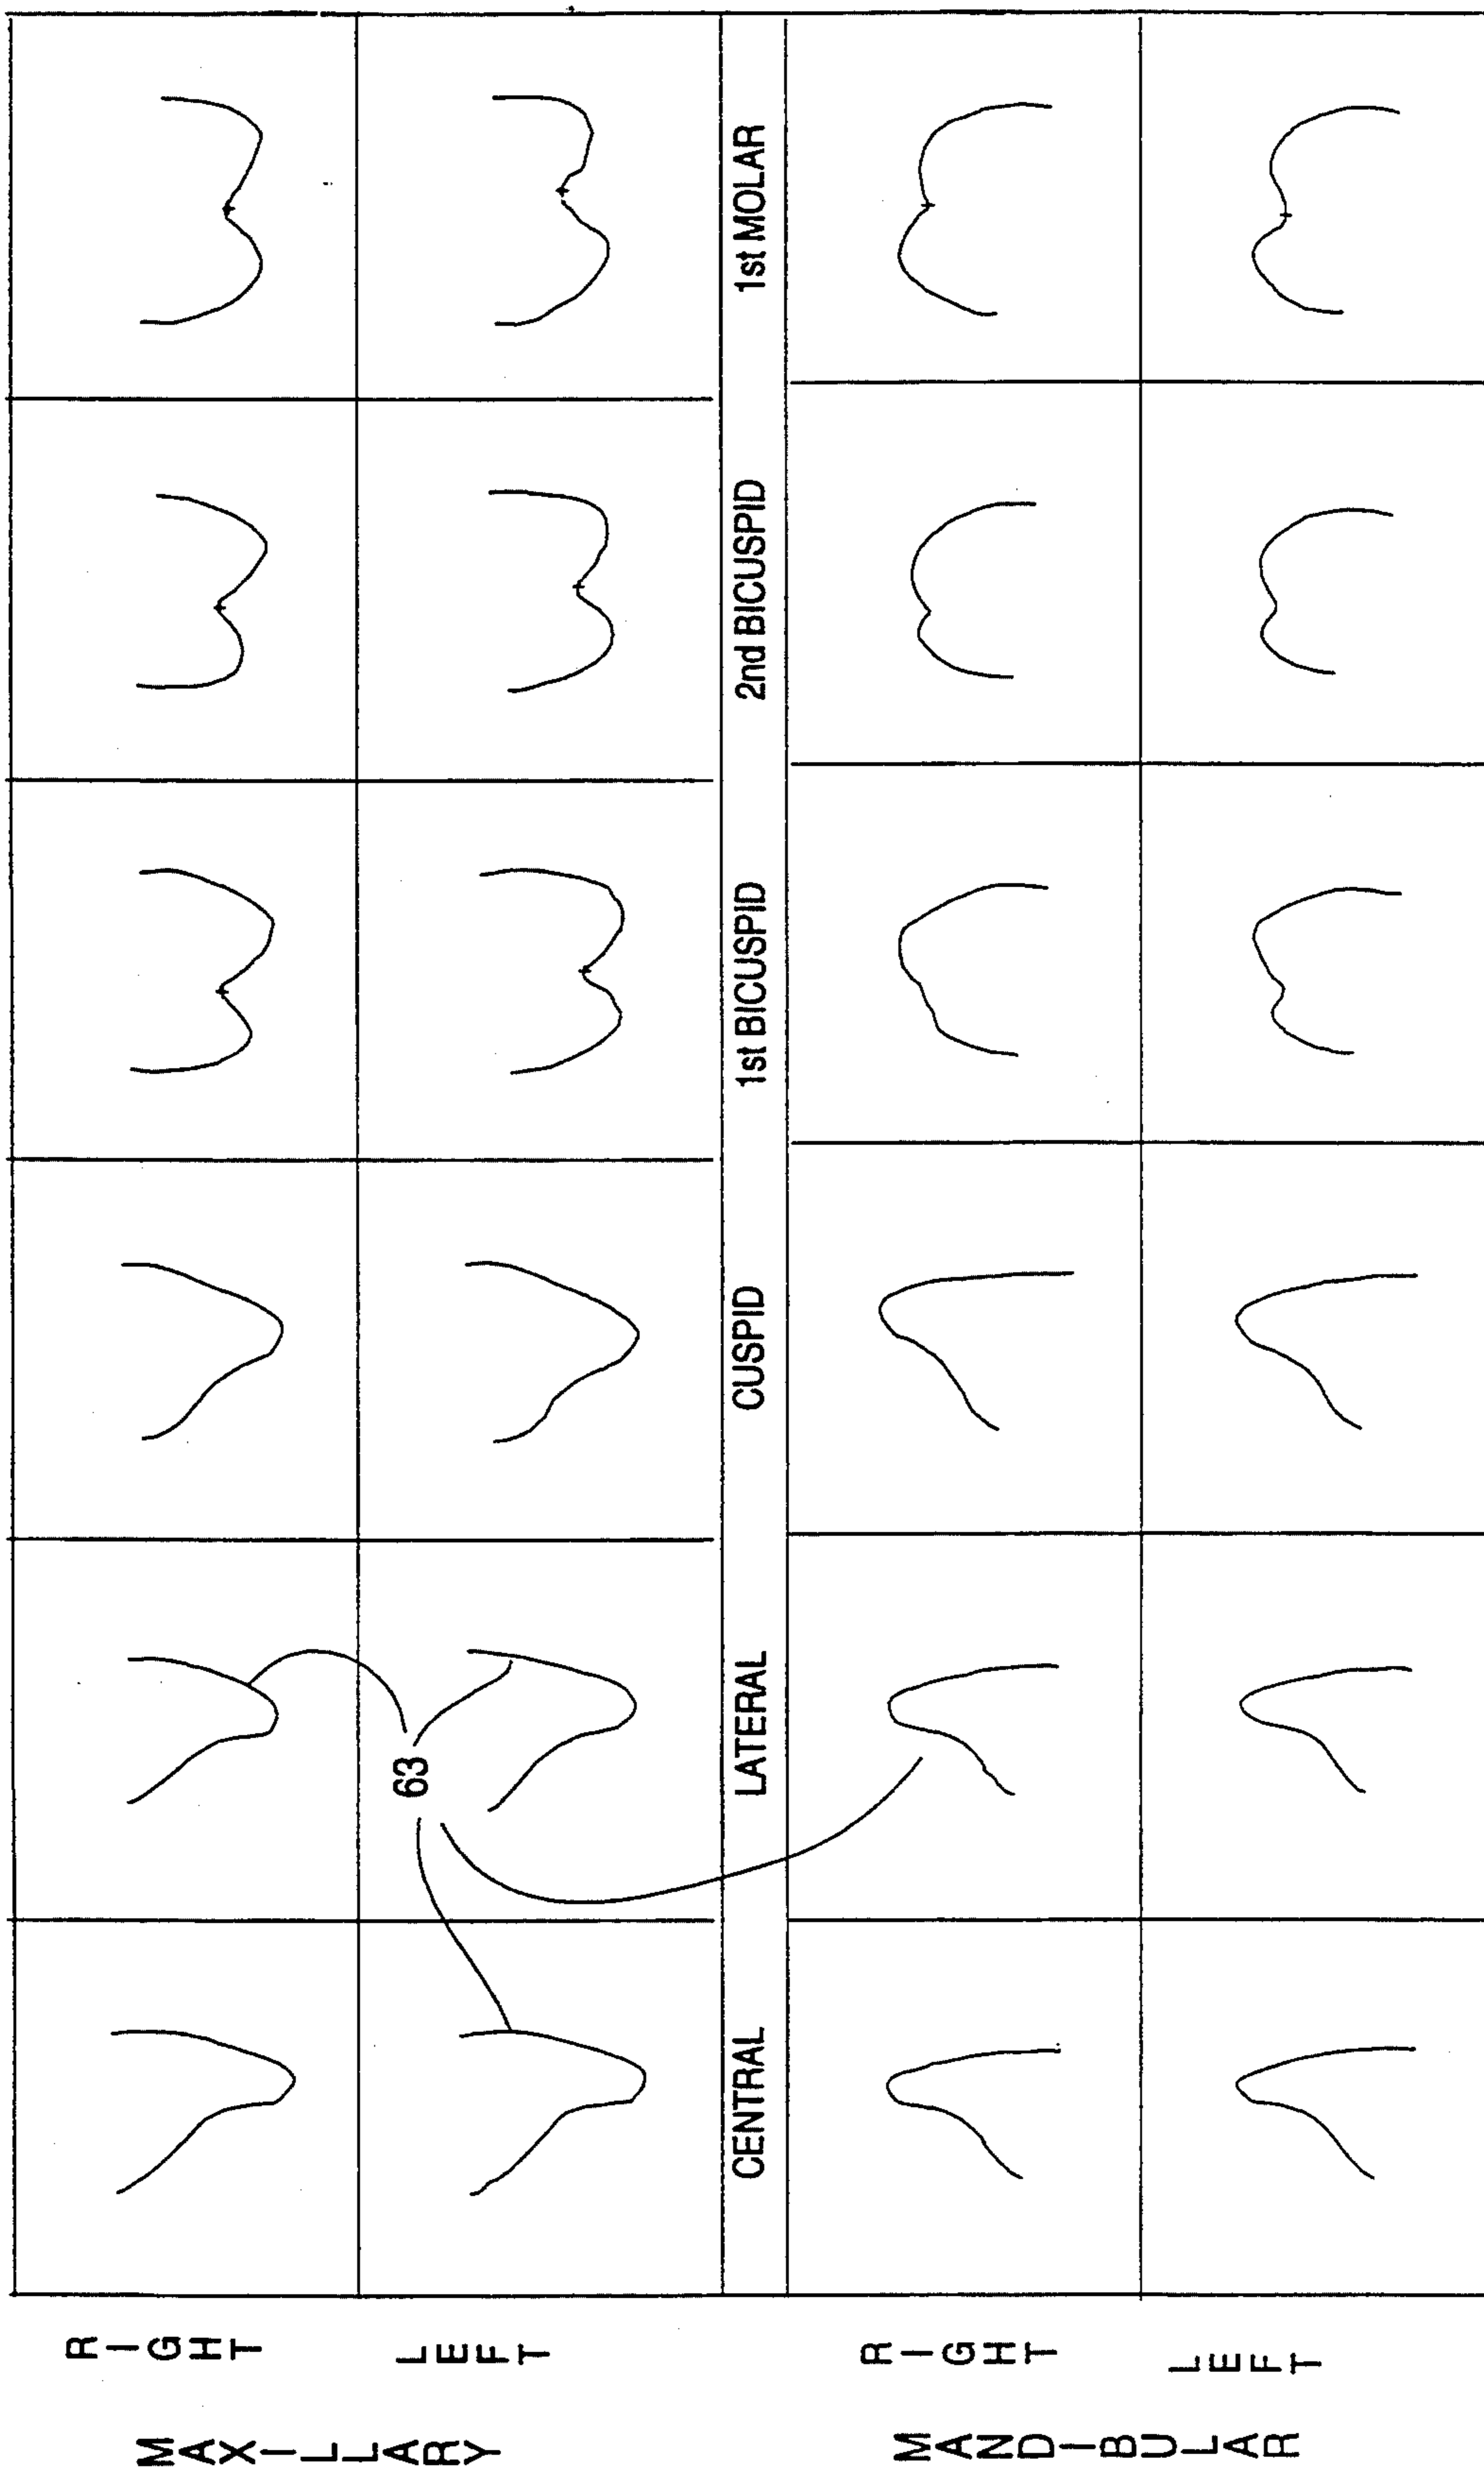 MAXILLARY
RIGHT
LEFT
63
CENTRAL LATERAL CUSPID 1st BICUSPID 2nd BICUSPID 1st MOLAR
MANDIBULAR
RIGHT
LEFT